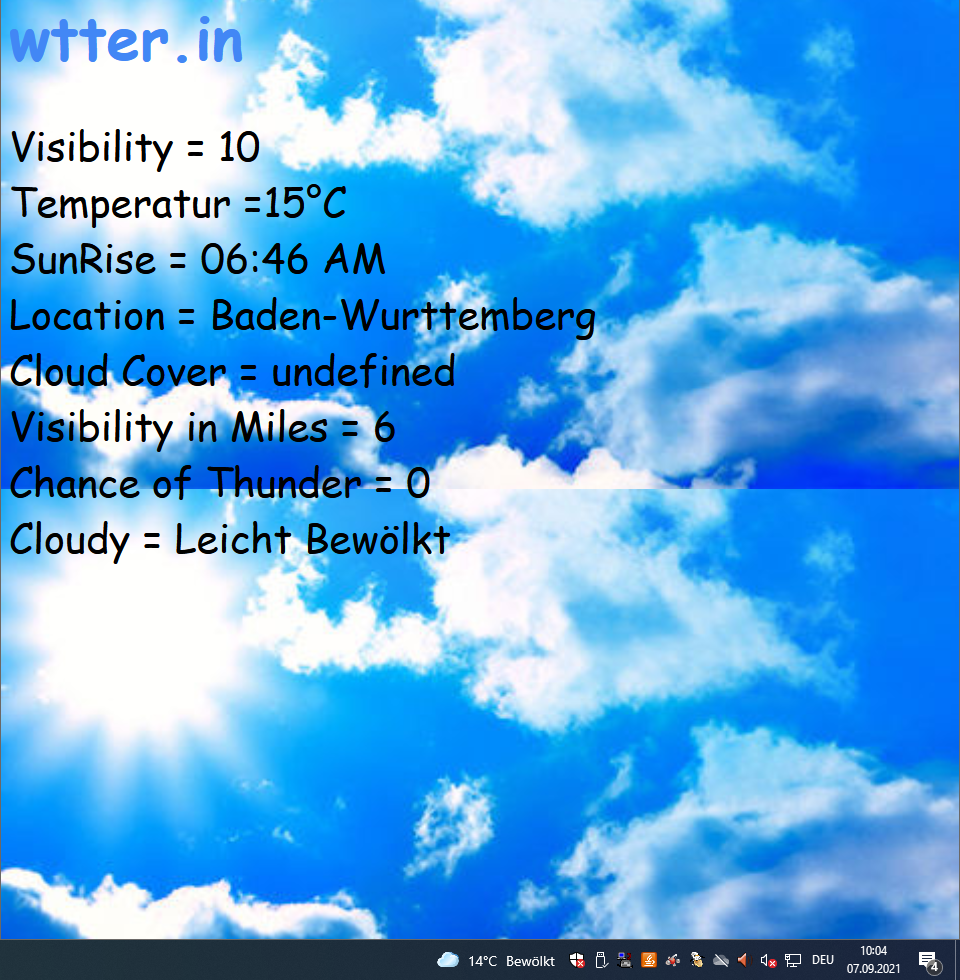 wtter.in
Visibility = 10
Temperatur =15°C
SunRise = 06:46 AM
Location = Baden-Wurttemberg
Cloud Cover = undefined
Visibility in Miles = 6
Chance of Thunder = 0
Cloudy = Leicht Bewölkt
14°C Bewölkt DEU 10:04
07.09.2021 4